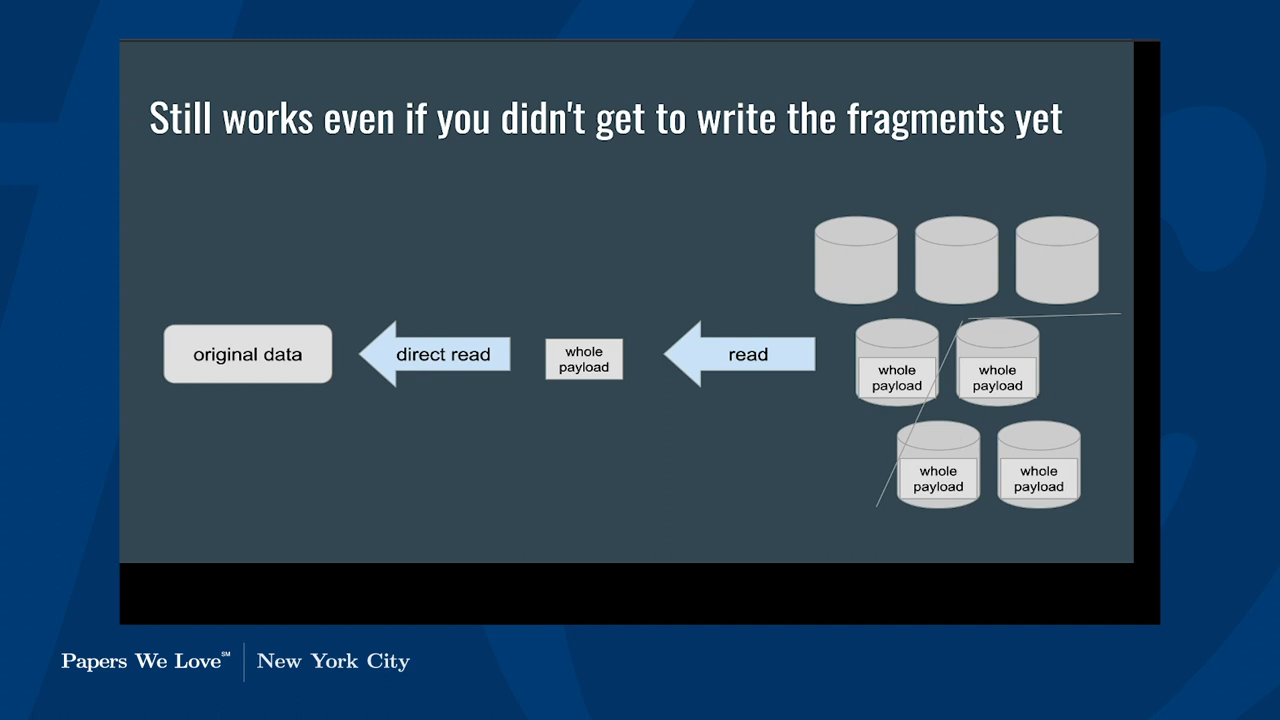 Still works even if you didn't get to write the fragments yet
original data
direct read
whole
payload
read
whole
payload
whole
payload
whole
payload
whole
payload
Papers We Love℠
New York City